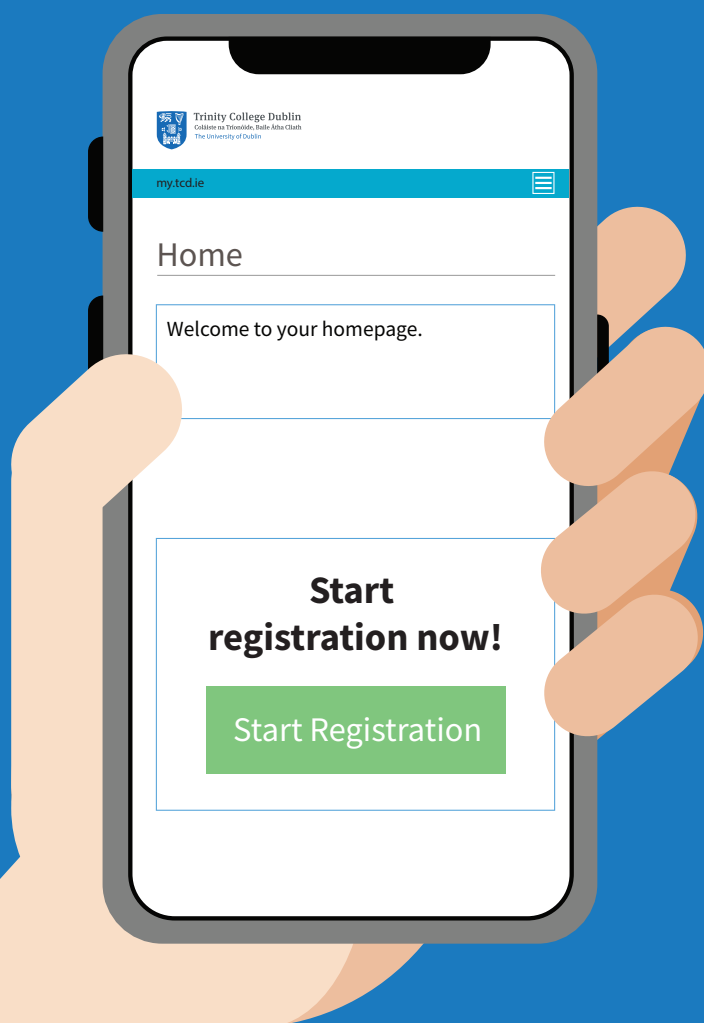 Trinity College Dublin
Coláiste na Tríonóide, Baile Átha Cliath
The University of Dublin
my.tcd.ie
Home
Welcome to your homepage.
Start
registration now!
Start Registration